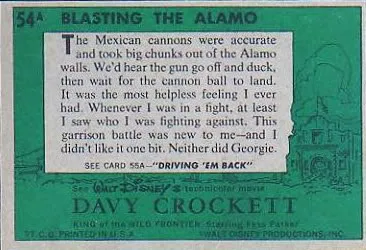 54A BLASTING THE ALAMO
The Mexican cannons were accurate
and took big chunks out of the Alamo
walls. We'd hear the gun go off and duck,
then wait for the cannon ball to land.
It was the most helpless feeling I ever
had. Whenever I was in a fight, at least
I saw who I was fighting against. This
garrison battle was new to me—and I
didn't like it one bit. Neither did Georgie.
SEE CARD 55A—"DRIVING 'EM BACK"
See WALT DISNEY'S technicolor movie
DAVY CROCKETT
KING of the WILD FRONTIER Starring Fess Parker
T.C.G. PRINTED IN U.S.A. ©WALT DISNEY PRODUCTIONS, INC.